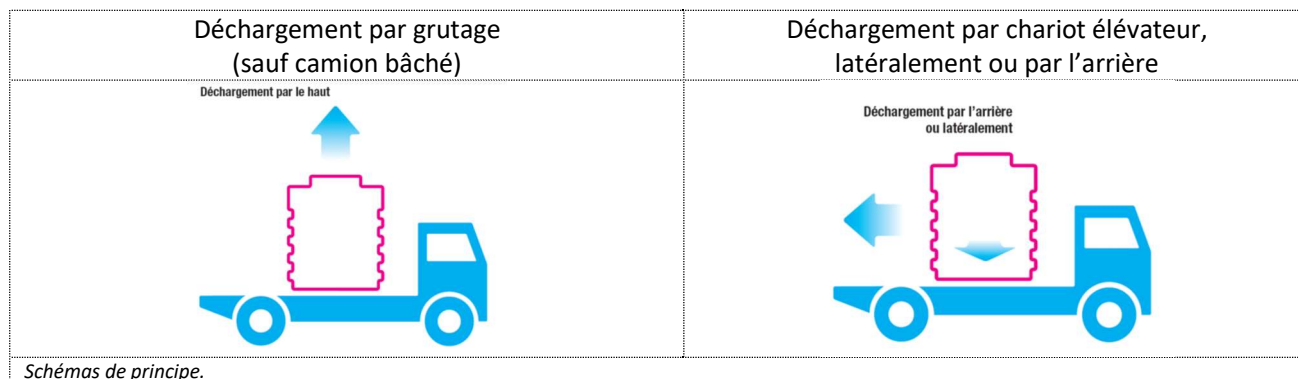 Déchargement par grutage
(sauf camion bâché)
Déchargement par le haut
Déchargement par chariot élévateur,
latéralement ou par l’arrière
Déchargement par l’arrière
ou latéralement
Schémas de principe.